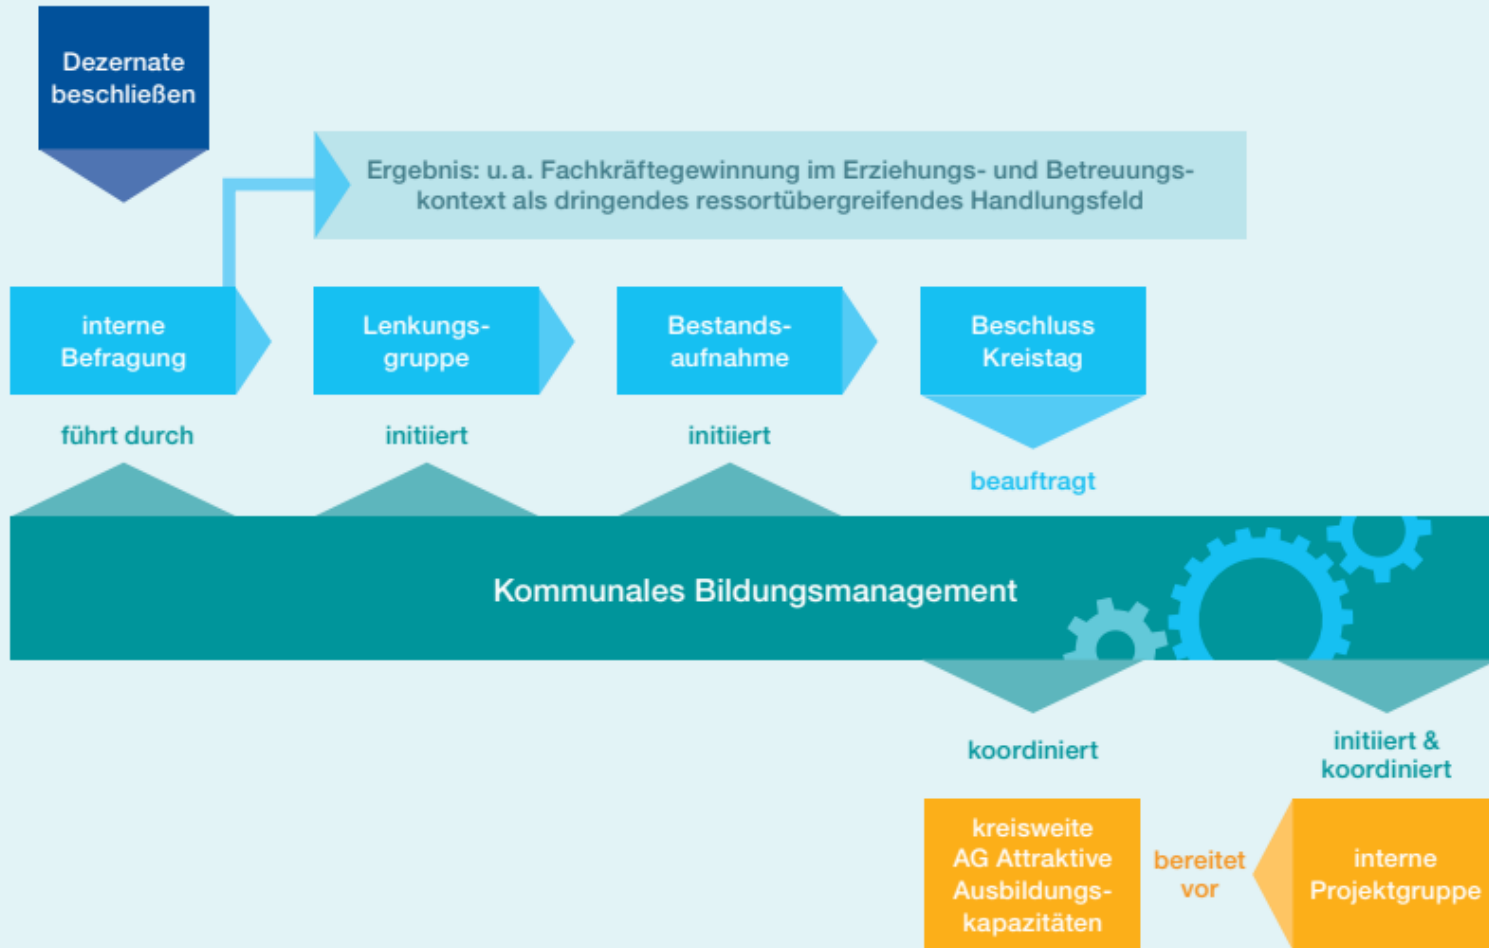 Dezernate
beschließen
Ergebnis: u. a. Fachkräftegewinnung im Erziehungs- und Betreuungs-
kontext als dringendes ressortübergreifendes Handlungsfeld
interne
Befragung
Lenkungs-
gruppe
Bestands-
aufnahme
Beschluss
Kreistag
führt durch
initiiert
initiiert
beauftragt
Kommunales Bildungsmanagement
koordiniert
initiiert &
koordiniert
kreisweite
AG Attraktive
Ausbildungs-
kapazitäten
bereitet
vor
interne
Projektgruppe